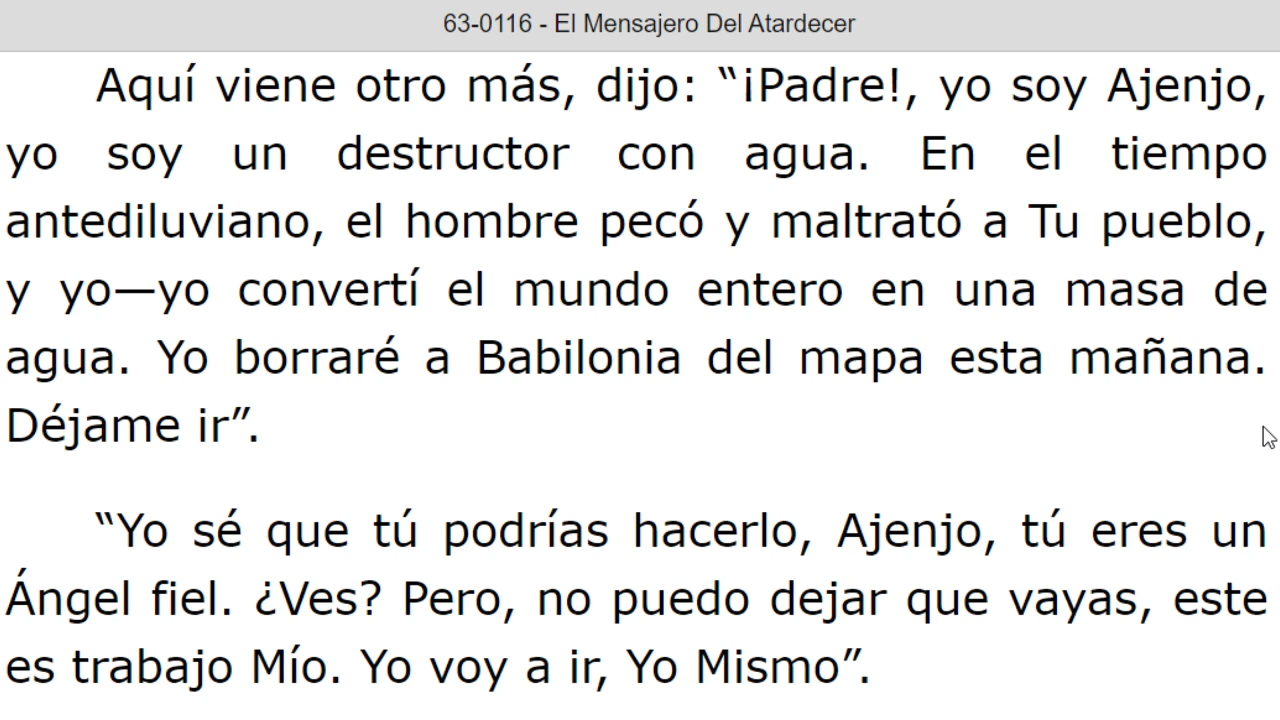 63-0116 - El Mensajero Del Atardecer
Aquí viene otro más, dijo: “¡Padre!, yo soy Ajenjo,
yo soy un destructor con agua. En el tiempo
antediluviano, el hombre pecó y maltrató a Tu pueblo,
y yo—yo convertí el mundo entero en una masa de
agua. Yo borraré a Babilonia del mapa esta mañana.
Déjame ir”.
“Yo sé que tú podrías hacerlo, Ajenjo, tú eres un
Ángel fiel. ¿Ves? Pero, no puedo dejar que vayas, este
es trabajo Mío. Yo voy a ir, Yo Mismo”.